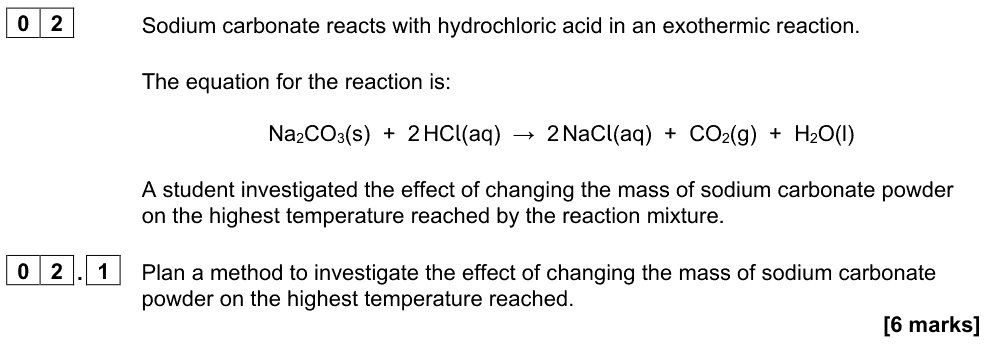 0 2 Sodium carbonate reacts with hydrochloric acid in an exothermic reaction.
The equation for the reaction is:
Na₂CO₃(s) + 2 HCl(aq) → 2 NaCl(aq) + CO₂(g) + H₂O(l)
A student investigated the effect of changing the mass of sodium carbonate powder
on the highest temperature reached by the reaction mixture.
0 2 . 1 Plan a method to investigate the effect of changing the mass of sodium carbonate
powder on the highest temperature reached.
[6 marks]